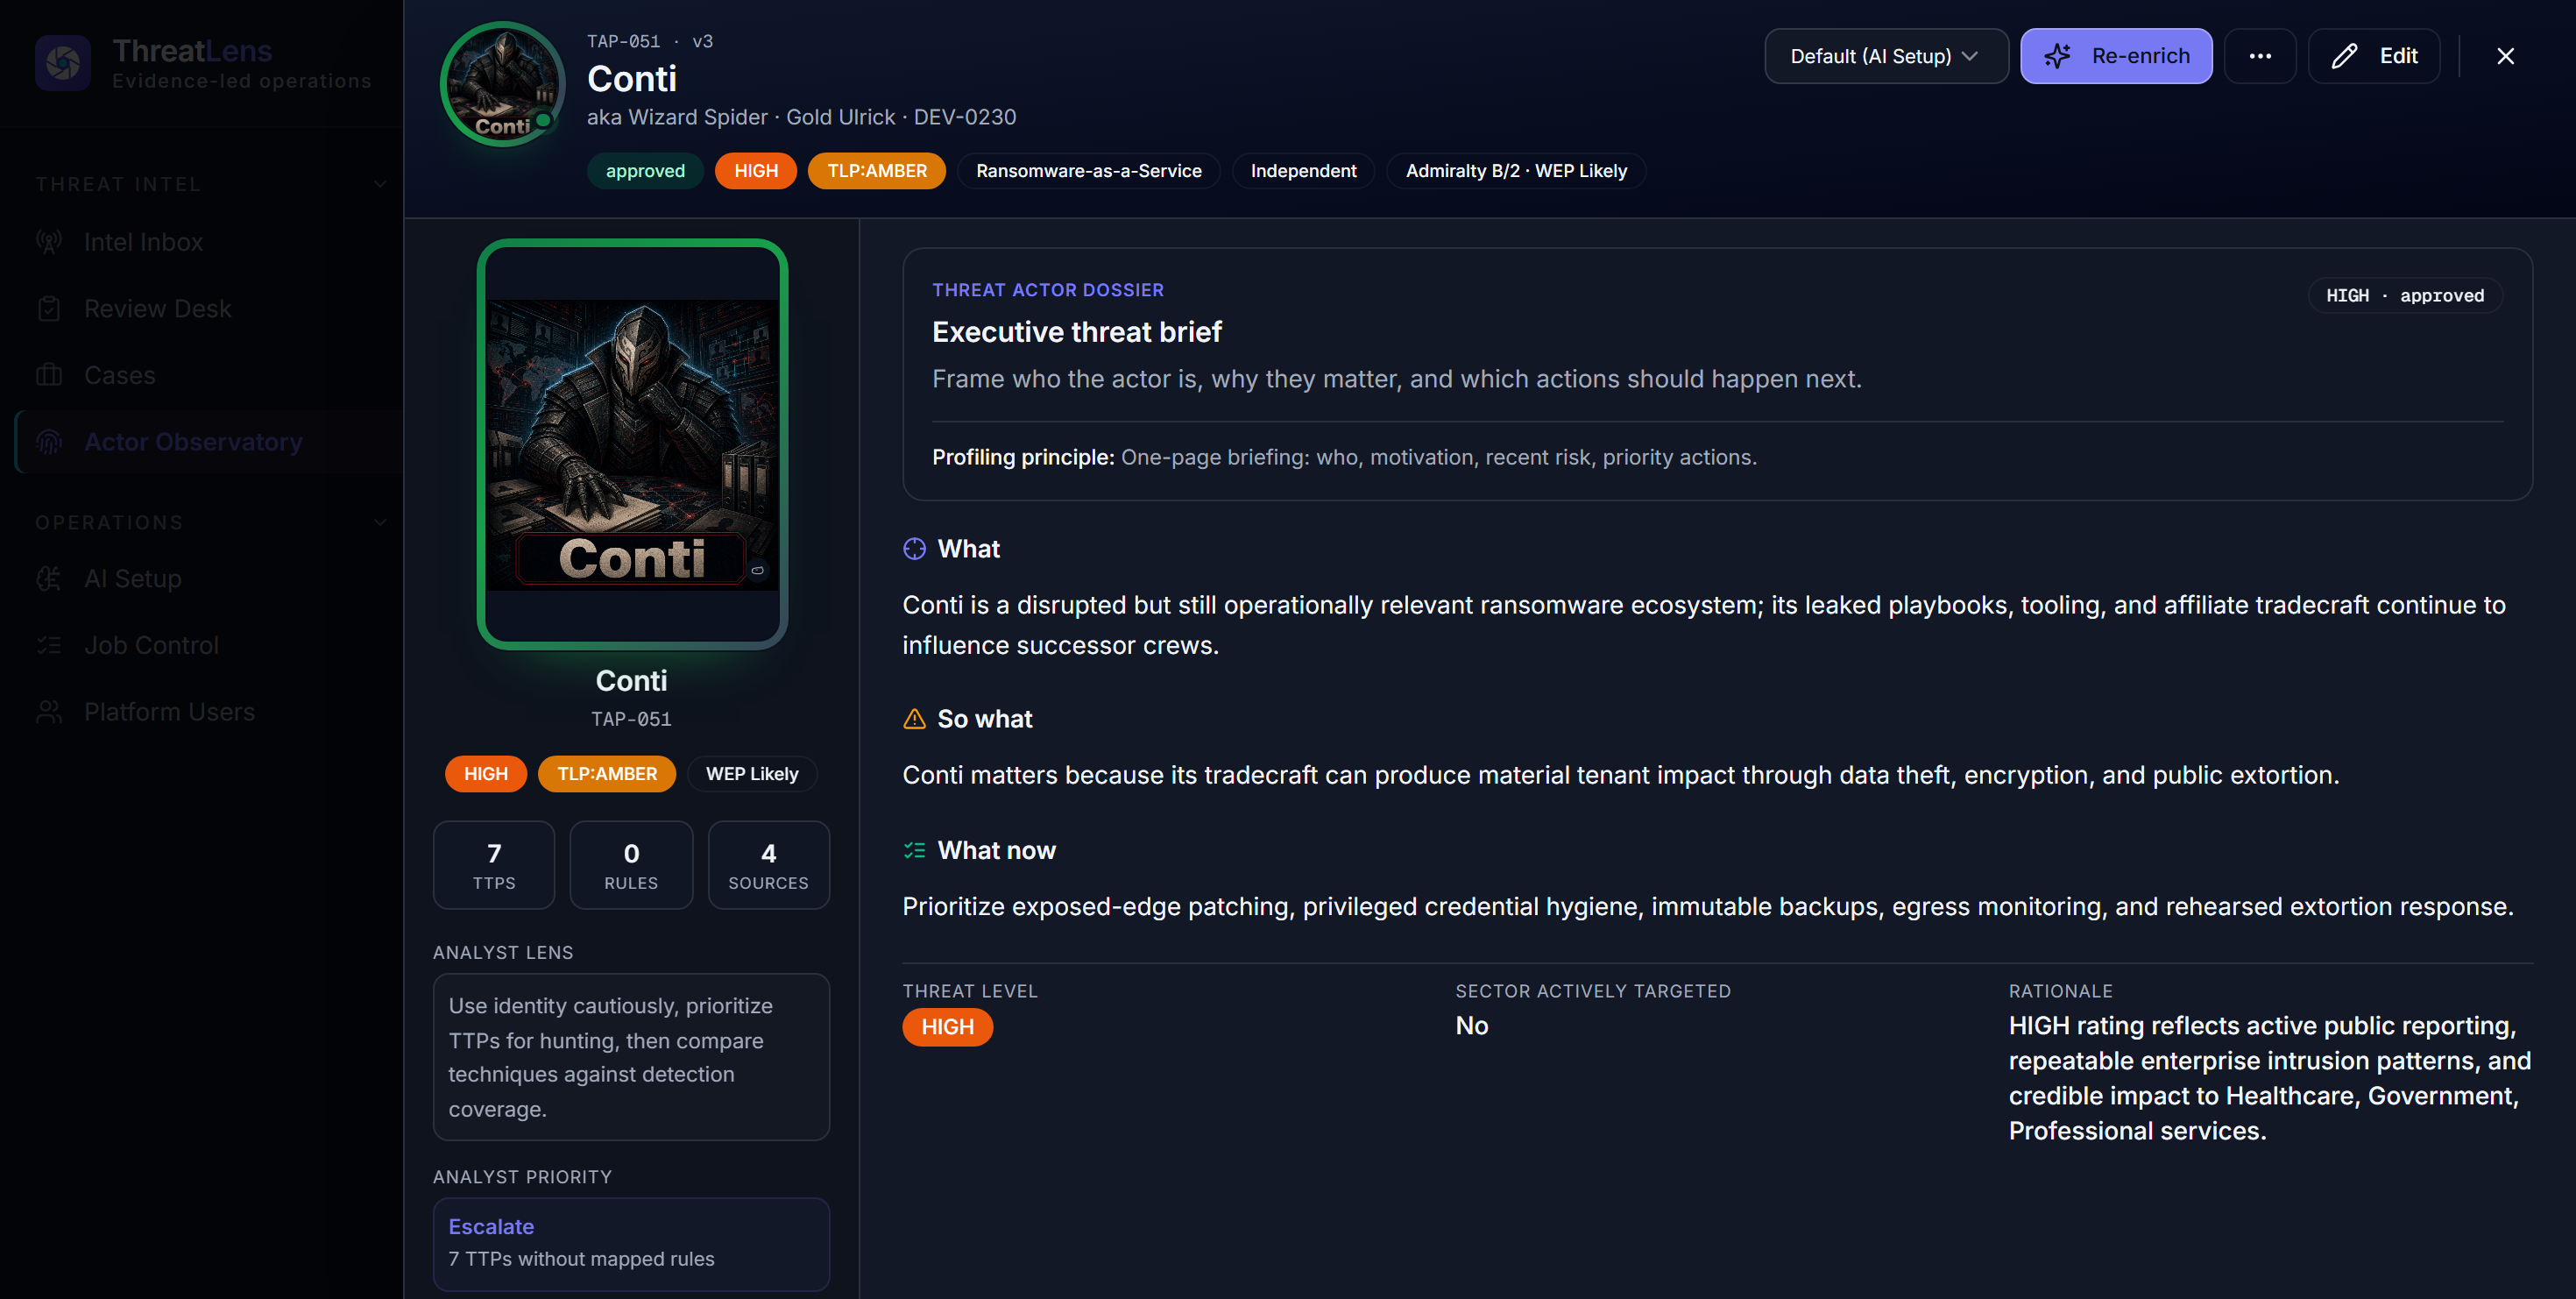 ThreatLens
Evidence-led operations
THREAT INTEL
Intel Inbox
Review Desk
Cases
Actor Observatory
OPERATIONS
AI Setup
Job Control
Platform Users
Conti
TAP-051 · v3
Conti
aka Wizard Spider · Gold Ulrick · DEV-0230
approved HIGH TLP:AMBER Ransomware-as-a-Service Independent Admiralty B/2 · WEP Likely
Default (AI Setup) Re-enrich ... Edit
Conti
Conti
TAP-051
HIGH TLP:AMBER WEP Likely
7 0 4
TTPS RULES SOURCES
ANALYST LENS
Use identity cautiously, prioritize
TTPs for hunting, then compare
techniques against detection
coverage.
ANALYST PRIORITY
Escalate
7 TTPs without mapped rules
THREAT ACTOR DOSSIER
HIGH · approved
Executive threat brief
Frame who the actor is, why they matter, and which actions should happen next.
Profiling principle: One-page briefing: who, motivation, recent risk, priority actions.
What
Conti is a disrupted but still operationally relevant ransomware ecosystem; its leaked playbooks, tooling, and affiliate tradecraft continue to
influence successor crews.
So what
Conti matters because its tradecraft can produce material tenant impact through data theft, encryption, and public extortion.
What now
Prioritize exposed-edge patching, privileged credential hygiene, immutable backups, egress monitoring, and rehearsed extortion response.
THREAT LEVEL
HIGH
SECTOR ACTIVELY TARGETED
No
RATIONALE
HIGH rating reflects active public reporting,
repeatable enterprise intrusion patterns, and
credible impact to Healthcare, Government,
Professional services.